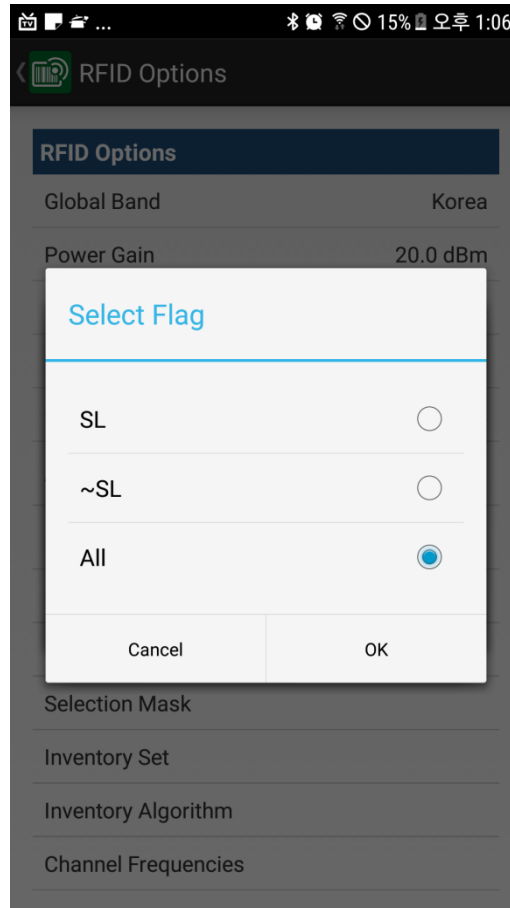 ... 15% 오후 1:06
RFID Options
RFID Options
Global Band Korea
Power Gain 20.0 dBm
Select Flag
SL
~SL
All
Cancel OK
Selection Mask
Inventory Set
Inventory Algorithm
Channel Frequencies